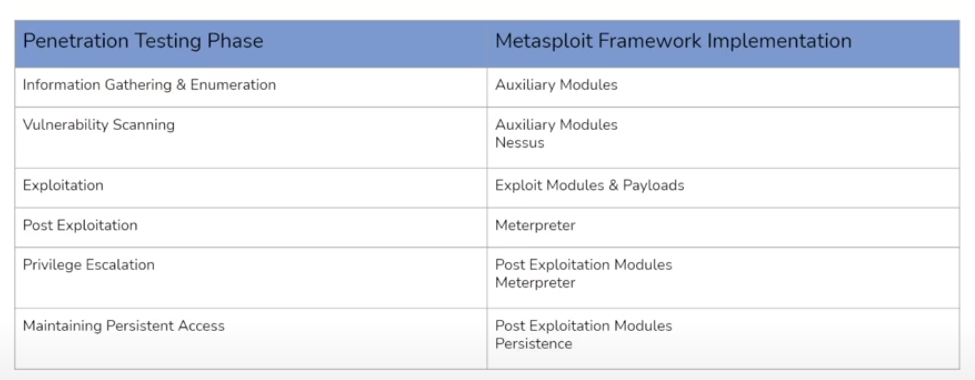 Penetration Testing Phase
Metasploit Framework Implementation
Information Gathering & Enumeration
Auxiliary Modules
Vulnerability Scanning
Auxiliary Modules
Nessus
Exploitation
Exploit Modules & Payloads
Post Exploitation
Meterpreter
Privilege Escalation
Post Exploitation Modules
Meterpreter
Maintaining Persistent Access
Post Exploitation Modules
Persistence